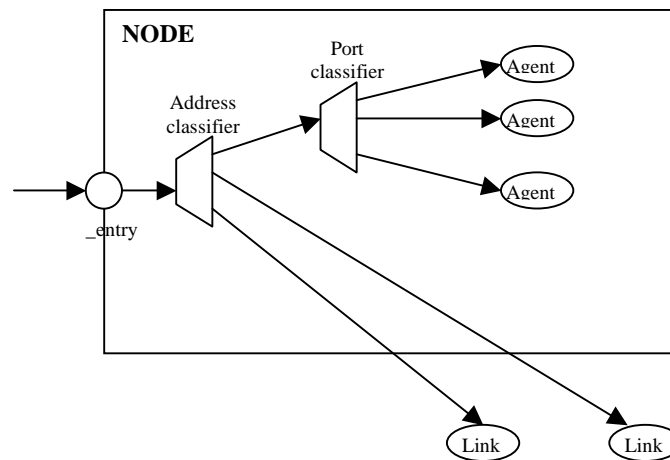 NODE
Port
classifier
Agent
Address
classifier
Agent
Agent
_entry
Link
Link